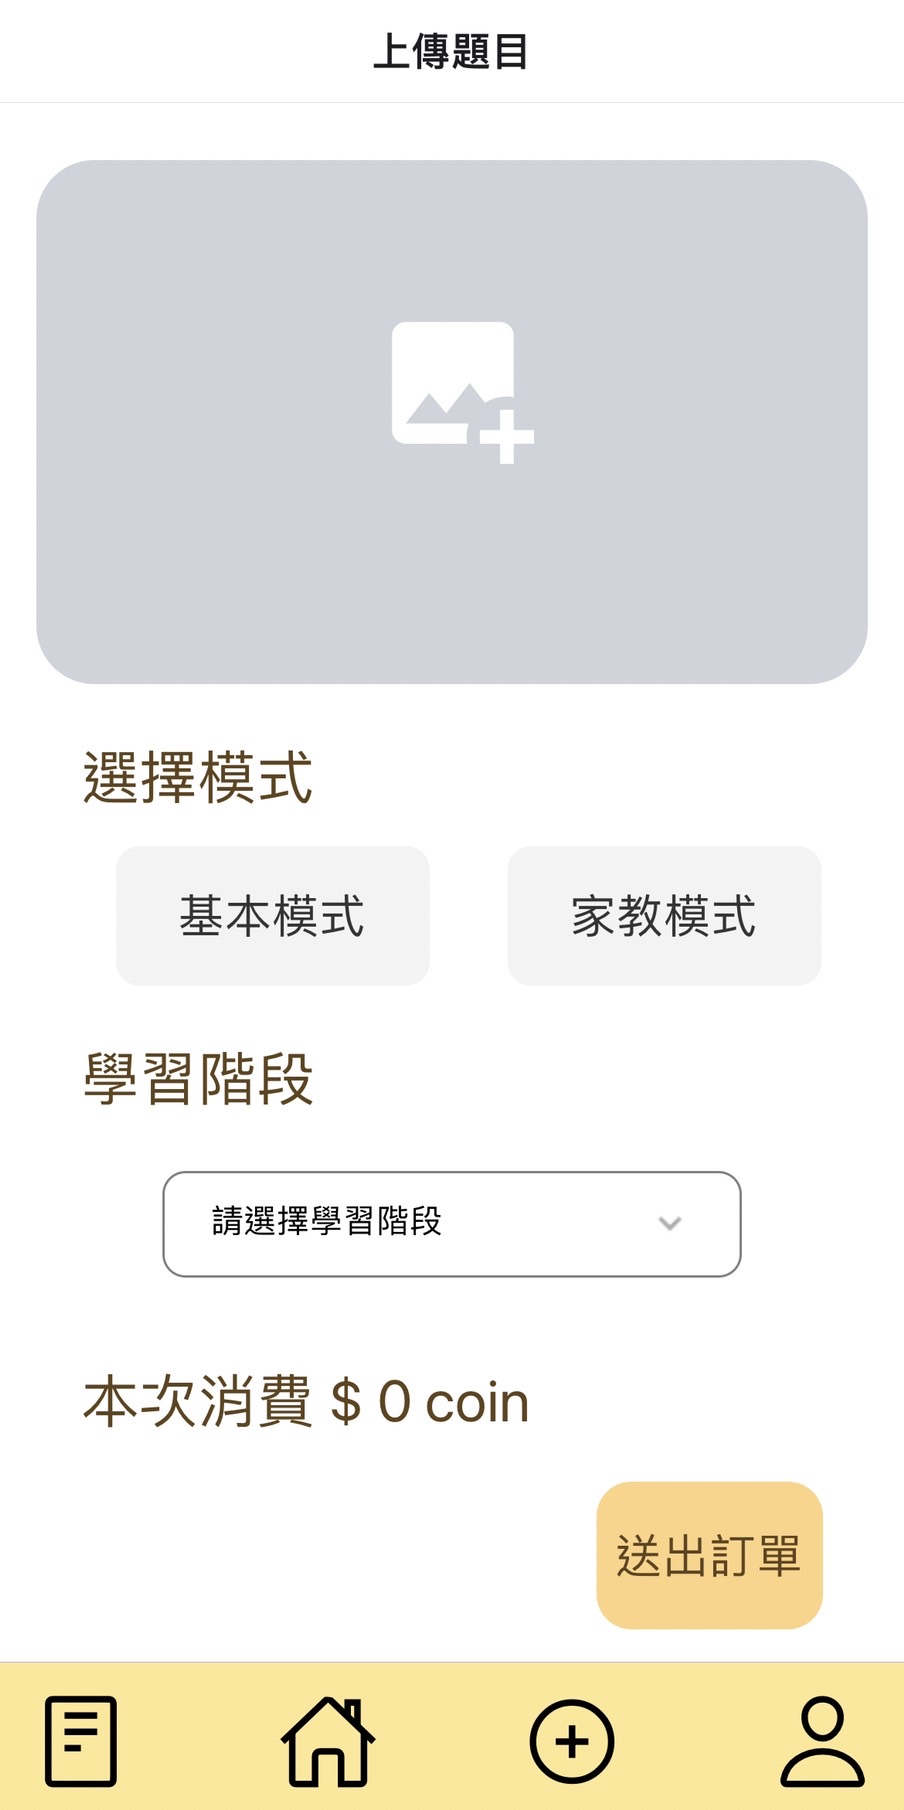 上傳題目
選擇模式
基本模式 家教模式
學習階段
請選擇學習階段
本次消費 $ 0 coin
送出訂單